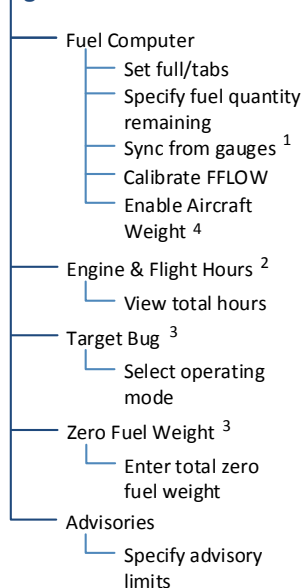 Fuel Computer
Set full/tabs
Specify fuel quantity
remaining
Sync from gauges 1
Calibrate FFLOW
Enable Aircraft
Weight 4
Engine & Flight Hours 2
View total hours
Target Bug 3
Select operating
mode
Zero Fuel Weight 3
Enter total zero
fuel weight
Advisories
Specify advisory
limits